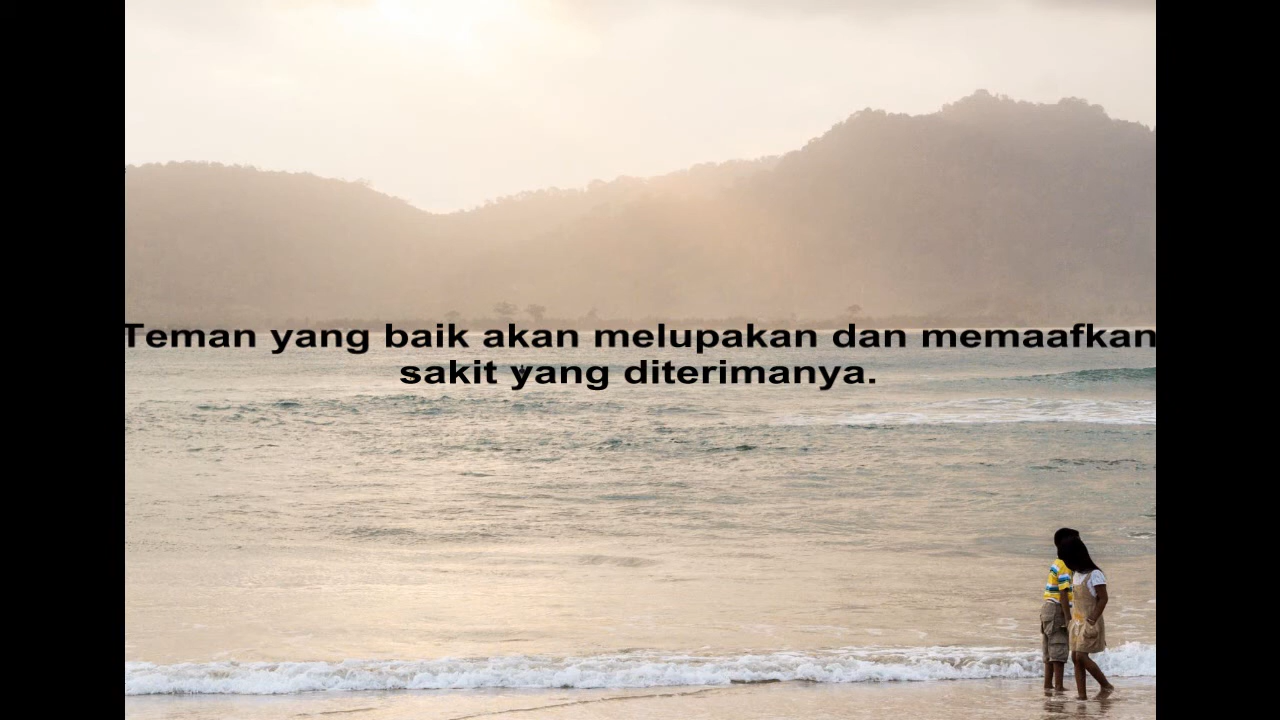 Teman yang baik akan melupakan dan memaafkan
sakit yang diterimanya.